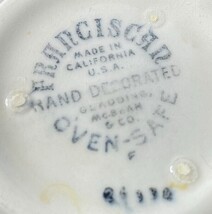 FRANCISCAN
MADE IN
CALIFORNIA
U.S.A.
HAND DECORATED
GLADDING,
McBEAN
& CO.
OVEN-SAFE
F